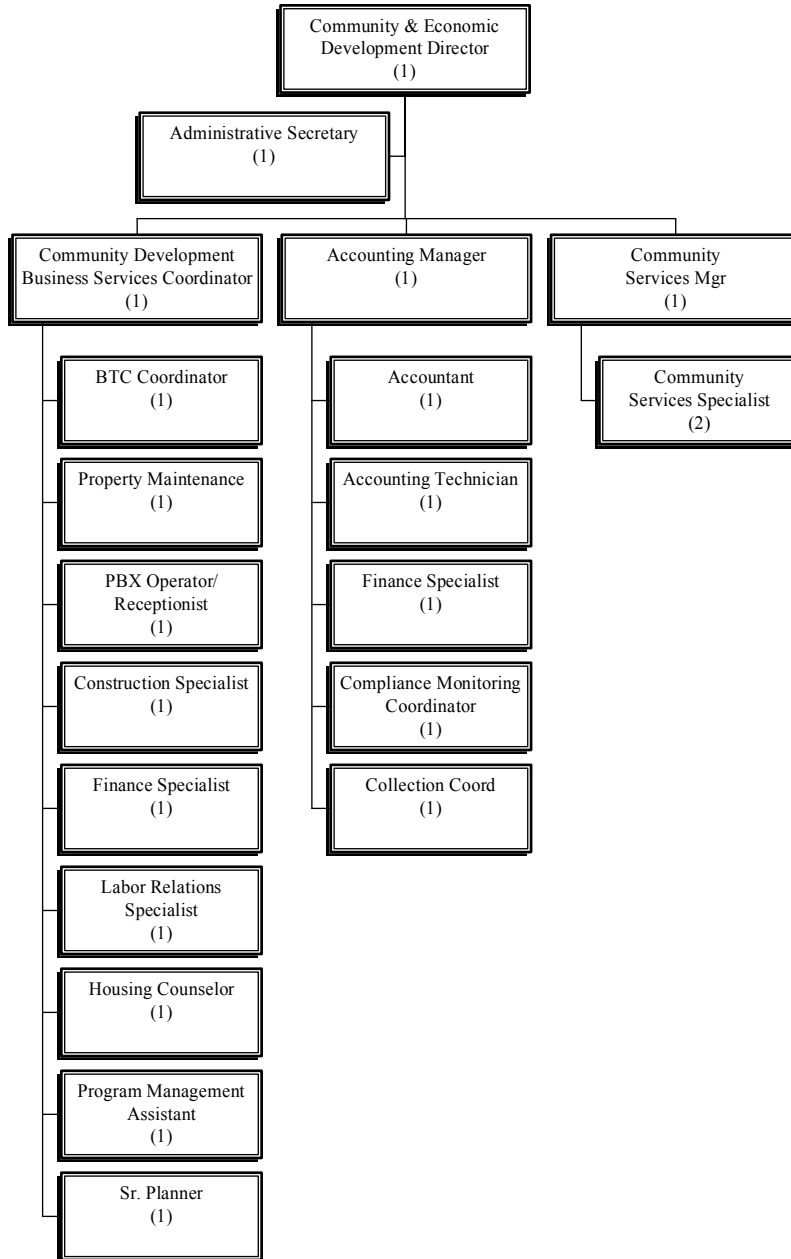 Community & Economic
Development Director
(1)
Administrative Secretary
(1)
Community Development
Business Services Coordinator
(1)
BTC Coordinator
(1)
Property Maintenance
(1)
PBX Operator/
Receptionist
(1)
Construction Specialist
(1)
Finance Specialist
(1)
Labor Relations
Specialist
(1)
Housing Counselor
(1)
Program Management
Assistant
(1)
Sr. Planner
(1)
Accounting Manager
(1)
Accountant
(1)
Accounting Technician
(1)
Finance Specialist
(1)
Compliance Monitoring
Coordinator
(1)
Collection Coord
(1)
Community
Services Mgr
(1)
Community
Services Specialist
(2)